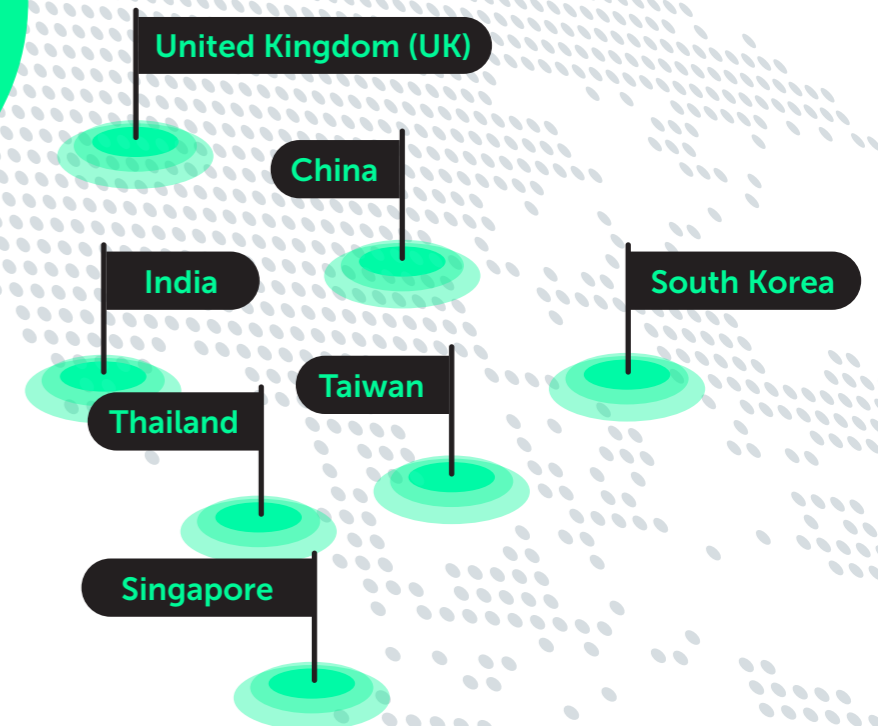 United Kingdom (UK)
China
India
South Korea
Taiwan
Thailand
Singapore